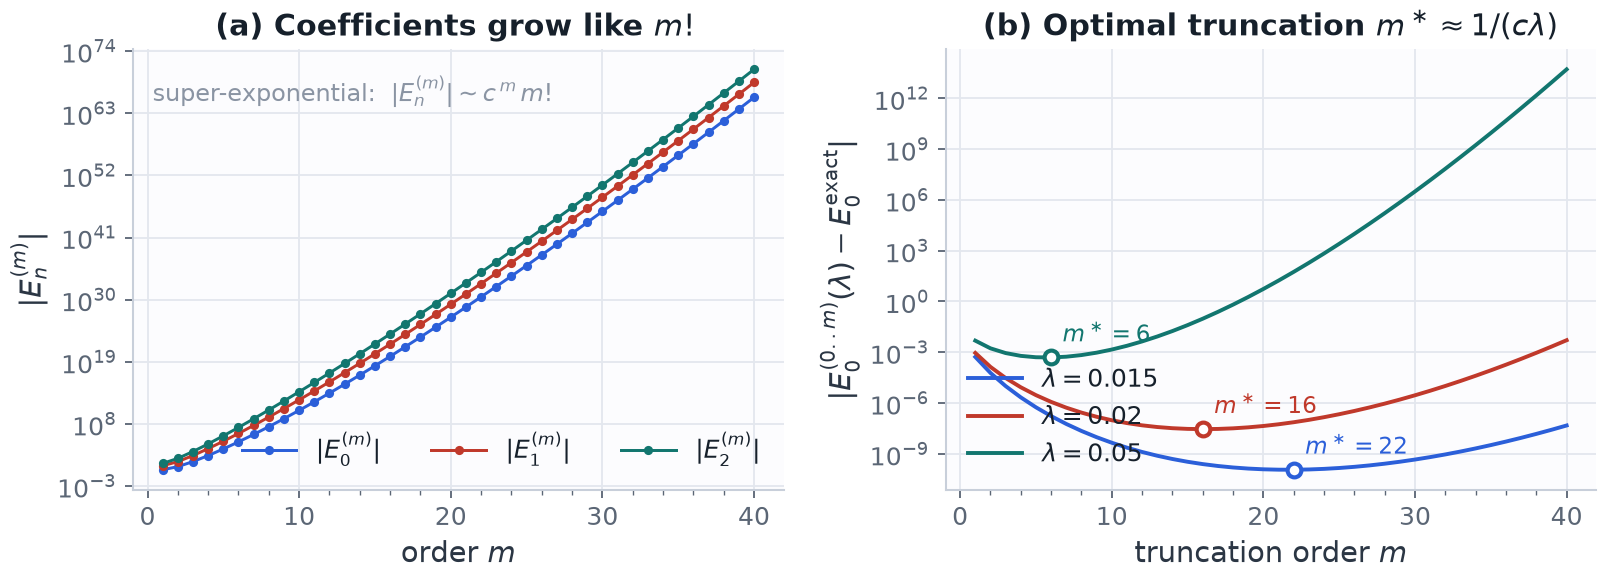 (a) Coefficients grow like m!
10^74
10^63
10^52
10^41
10^30
10^19
10^8
10^−3
|E_n^(m)|
super-exponential: |E_n^(m)| ~ c^m m!
|E_0^(m)|
|E_1^(m)|
|E_2^(m)|
0 10 20 30 40
order m
(b) Optimal truncation m* ≈ 1/(cλ)
10^12
10^9
10^6
10^3
10^0
10^−3
10^−6
10^−9
|E_0^(0..m)(λ) − E_0^exact|
m* = 6
m* = 16
m* = 22
λ = 0.015
λ = 0.02
λ = 0.05
0 10 20 30 40
truncation order m